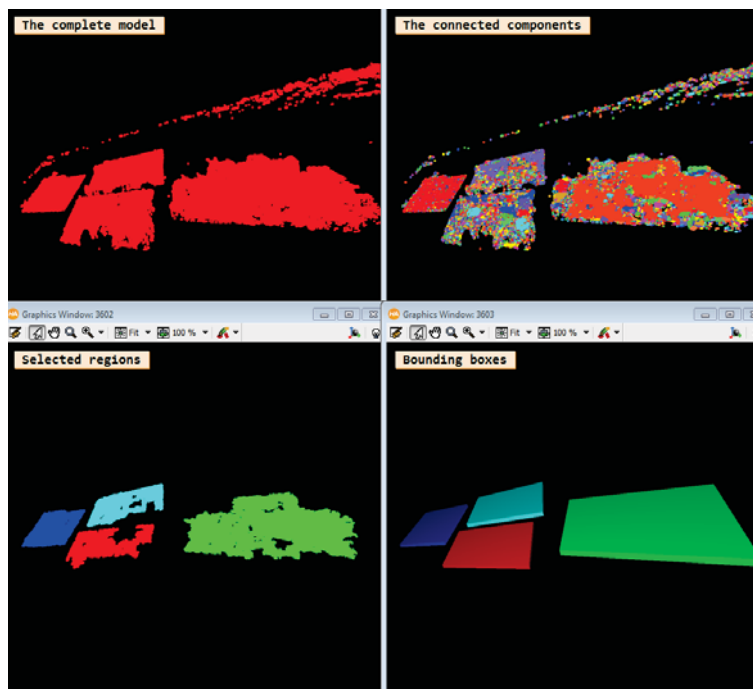 The complete model
The connected components
Graphics Window: 3602
Graphics Window: 3603
Fit
100 %
Fit
100 %
Selected regions
Bounding boxes